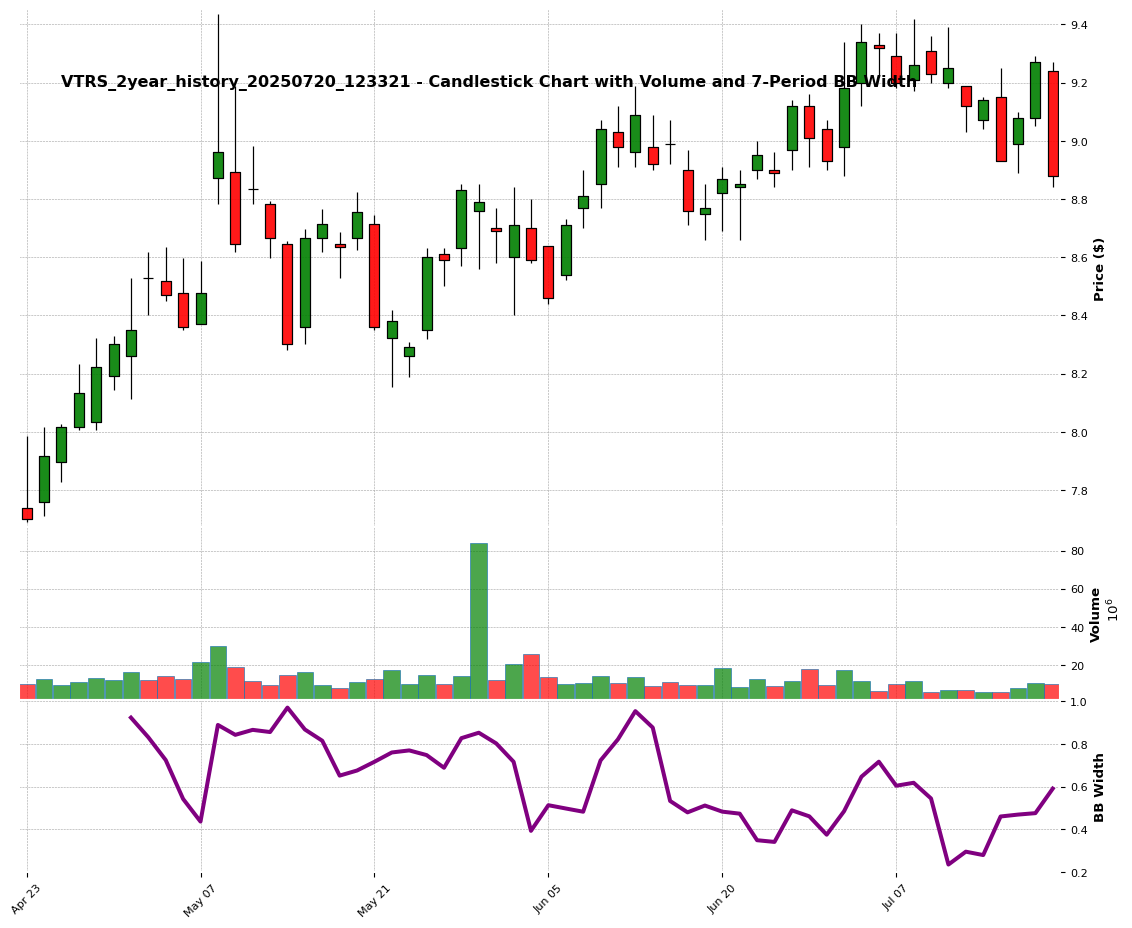 VTRS_2year_history_20250720_123321 - Candlestick Chart with Volume and 7-Period BB Width
9.4
9.2
9.0
8.8
8.6
8.4
8.2
8.0
7.8
Price ($)
80
60
40
20
Volume
10^6
1.0
0.8
0.6
0.4
0.2
BB Width
Apr 23
May 07
May 21
Jun 05
Jun 20
Jul 07